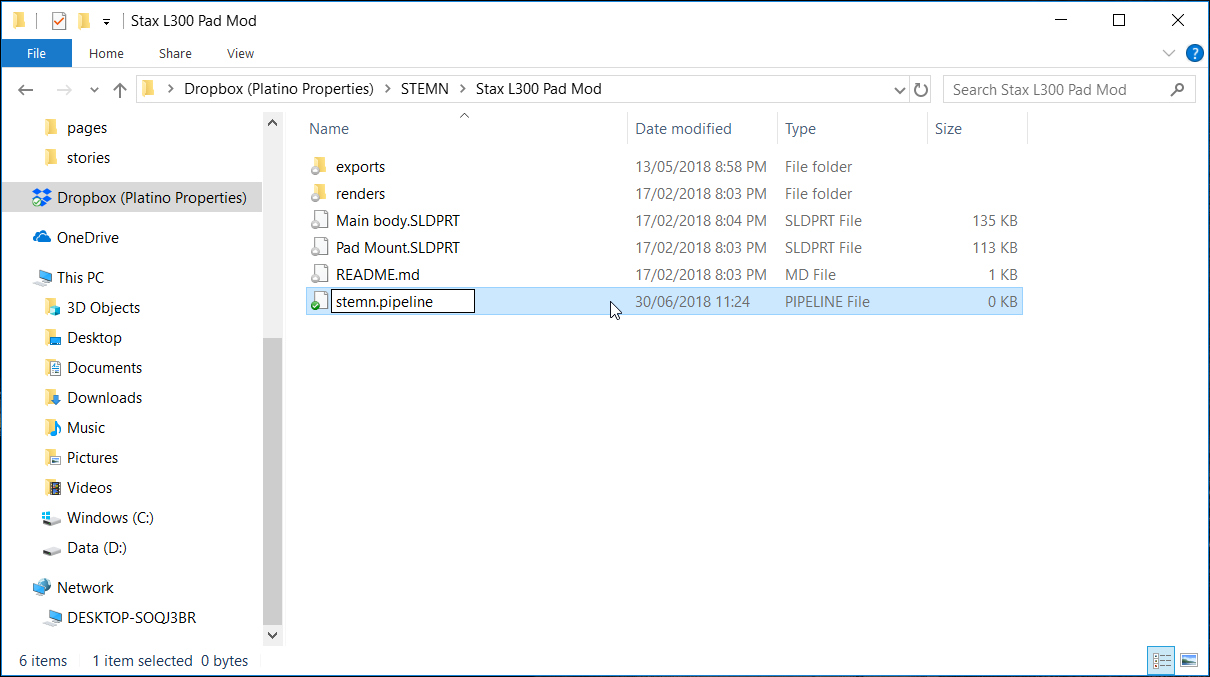 Stax L300 Pad Mod
File Home Share View
?
Dropbox (Platino Properties) STEMN Stax L300 Pad Mod
Search Stax L300 Pad Mod
pages
stories
Dropbox (Platino Properties)
OneDrive
This PC
3D Objects
Desktop
Documents
Downloads
Music
Pictures
Videos
Windows (C:)
Data (D:)
Network
DESKTOP-SOQJ3BR
Name Date modified Type Size
exports 13/05/2018 8:58 PM File folder
renders 17/02/2018 8:03 PM File folder
Main body.SLDPRT 17/02/2018 8:04 PM SLDPRT File 135 KB
Pad Mount.SLDPRT 17/02/2018 8:03 PM SLDPRT File 113 KB
README.md 17/02/2018 8:03 PM MD File 1 KB
stemn.pipeline 30/06/2018 11:24 PIPELINE File 0 KB
6 items 1 item selected 0 bytes